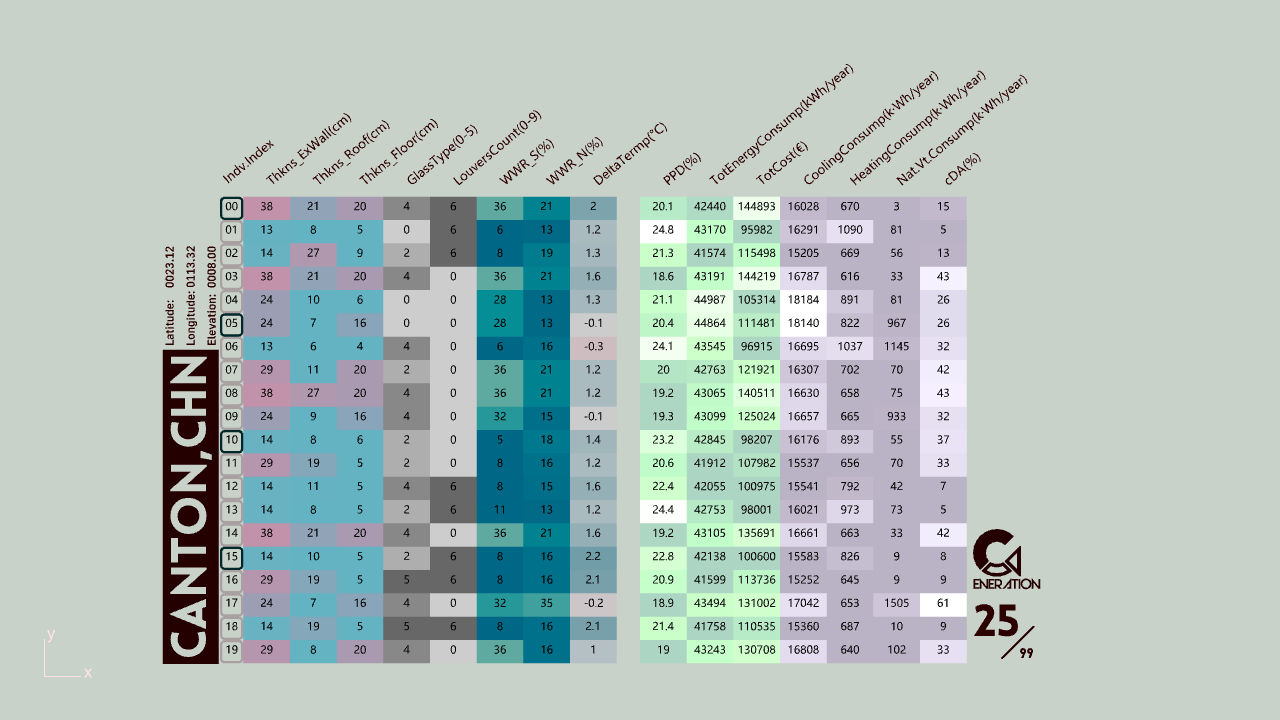 Indv.Index Thkns_ExWall(cm) Thkns_Roof(cm) Thkns_Floor(cm) GlassType(0-5) LouversCount(0-9) WWR_S(%) WWR_N(%) DeltaTermp(°C) PPD(%) TotEnergyConsump(kWh/year) TotCost(€) CoolingConsump(k·Wh/year) HeatingConsump(k·Wh/year) Nat.Vt.Consump(k·Wh/year) cDA(%)
00 38 21 20 4 6 36 21 2 20.1 42440 144893 16028 670 3 15
01 13 8 5 0 6 6 13 1.2 24.8 43170 95982 16291 1090 81 5
02 14 27 9 2 6 8 19 1.3 21.3 41574 115498 15205 669 56 13
03 38 21 20 4 0 36 21 1.6 18.6 43191 144219 16787 616 33 43
04 24 10 6 0 0 28 13 1.3 21.1 44987 105314 18184 891 81 26
05 24 7 16 0 0 28 13 -0.1 20.4 44864 111481 18140 822 967 26
06 13 6 4 4 0 6 16 -0.3 24.1 43545 96915 16695 1037 1145 32
07 29 11 20 2 0 36 21 1.2 20 42763 121921 16307 702 70 42
08 38 27 20 4 0 36 21 1.2 19.2 43065 140511 16630 658 75 43
09 24 9 16 4 0 32 15 -0.1 19.3 43099 125024 16657 665 933 32
10 14 8 6 2 0 5 18 1.4 23.2 42845 98207 16176 893 55 37
11 29 19 5 2 0 8 16 1.2 20.6 41912 107982 15537 656 70 33
12 14 11 5 4 6 8 15 1.6 22.4 42055 100975 15541 792 42 7
13 14 8 5 2 6 11 13 1.2 24.4 42753 98001 16021 973 73 5
14 38 21 20 4 0 36 21 1.6 19.2 43105 135691 16661 663 33 42
15 14 10 5 2 6 8 16 2.2 22.8 42138 100600 15583 826 9 8
16 29 19 5 5 6 8 16 2.1 20.9 41599 113736 15252 645 9 9
17 24 7 16 4 0 32 35 -0.2 18.9 43494 131002 17042 653 1505 61
18 14 19 5 5 6 8 16 2.1 21.4 41758 110535 15360 687 10 9
19 29 8 20 4 0 36 16 1 19 43243 130708 16808 640 102 33
Latitude: 0023.12
Longitude: 0113.32
Elevation: 0008.00
CANTON,CHN
GENERATION
25/99
y
x